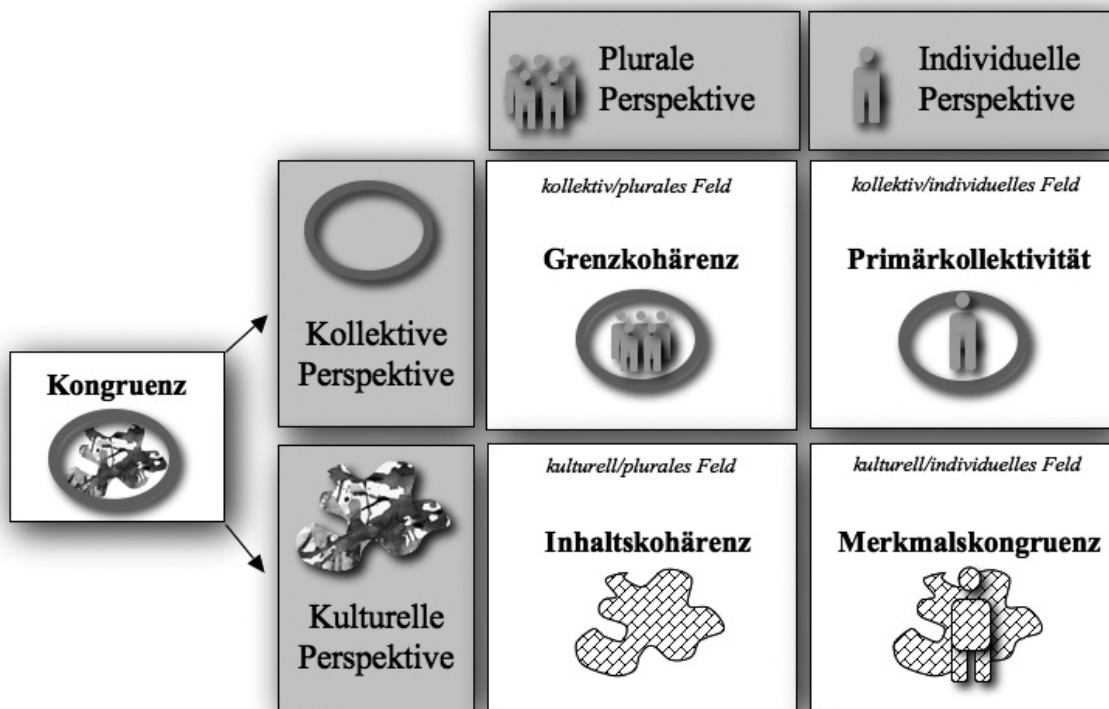 Plurale
Perspektive
Individuelle
Perspektive
kollektiv/plurales Feld
kollektiv/individuelles Feld
Grenzkohärenz
Primärkollektivität
Kollektive
Perspektive
Kongruenz
kulturell/plurales Feld
kulturell/individuelles Feld
Inhaltskohärenz
Merkmalskongruenz
Kulturelle
Perspektive